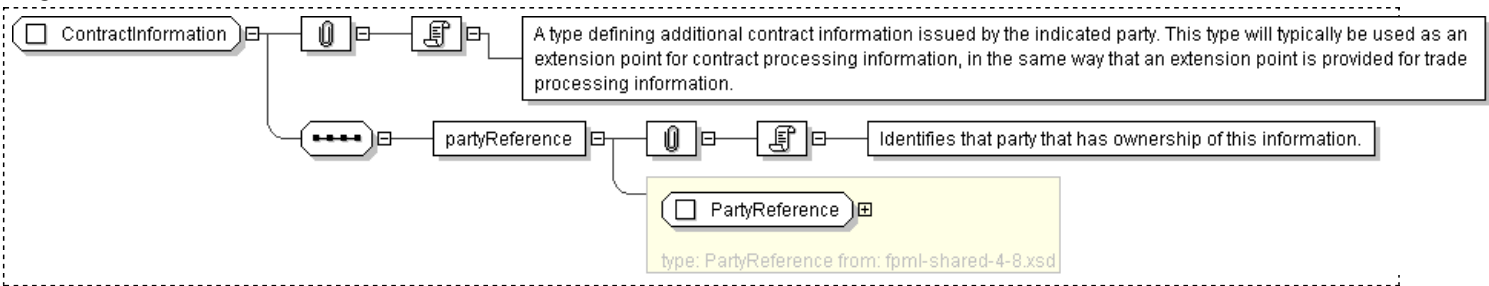 ContractInformation
A type defining additional contract information issued by the indicated party. This type will typically be used as an
extension point for contract processing information, in the same way that an extension point is provided for trade
processing information.
partyReference
Identifies that party that has ownership of this information.
PartyReference
type: PartyReference from: fpml-shared-4-8.xsd